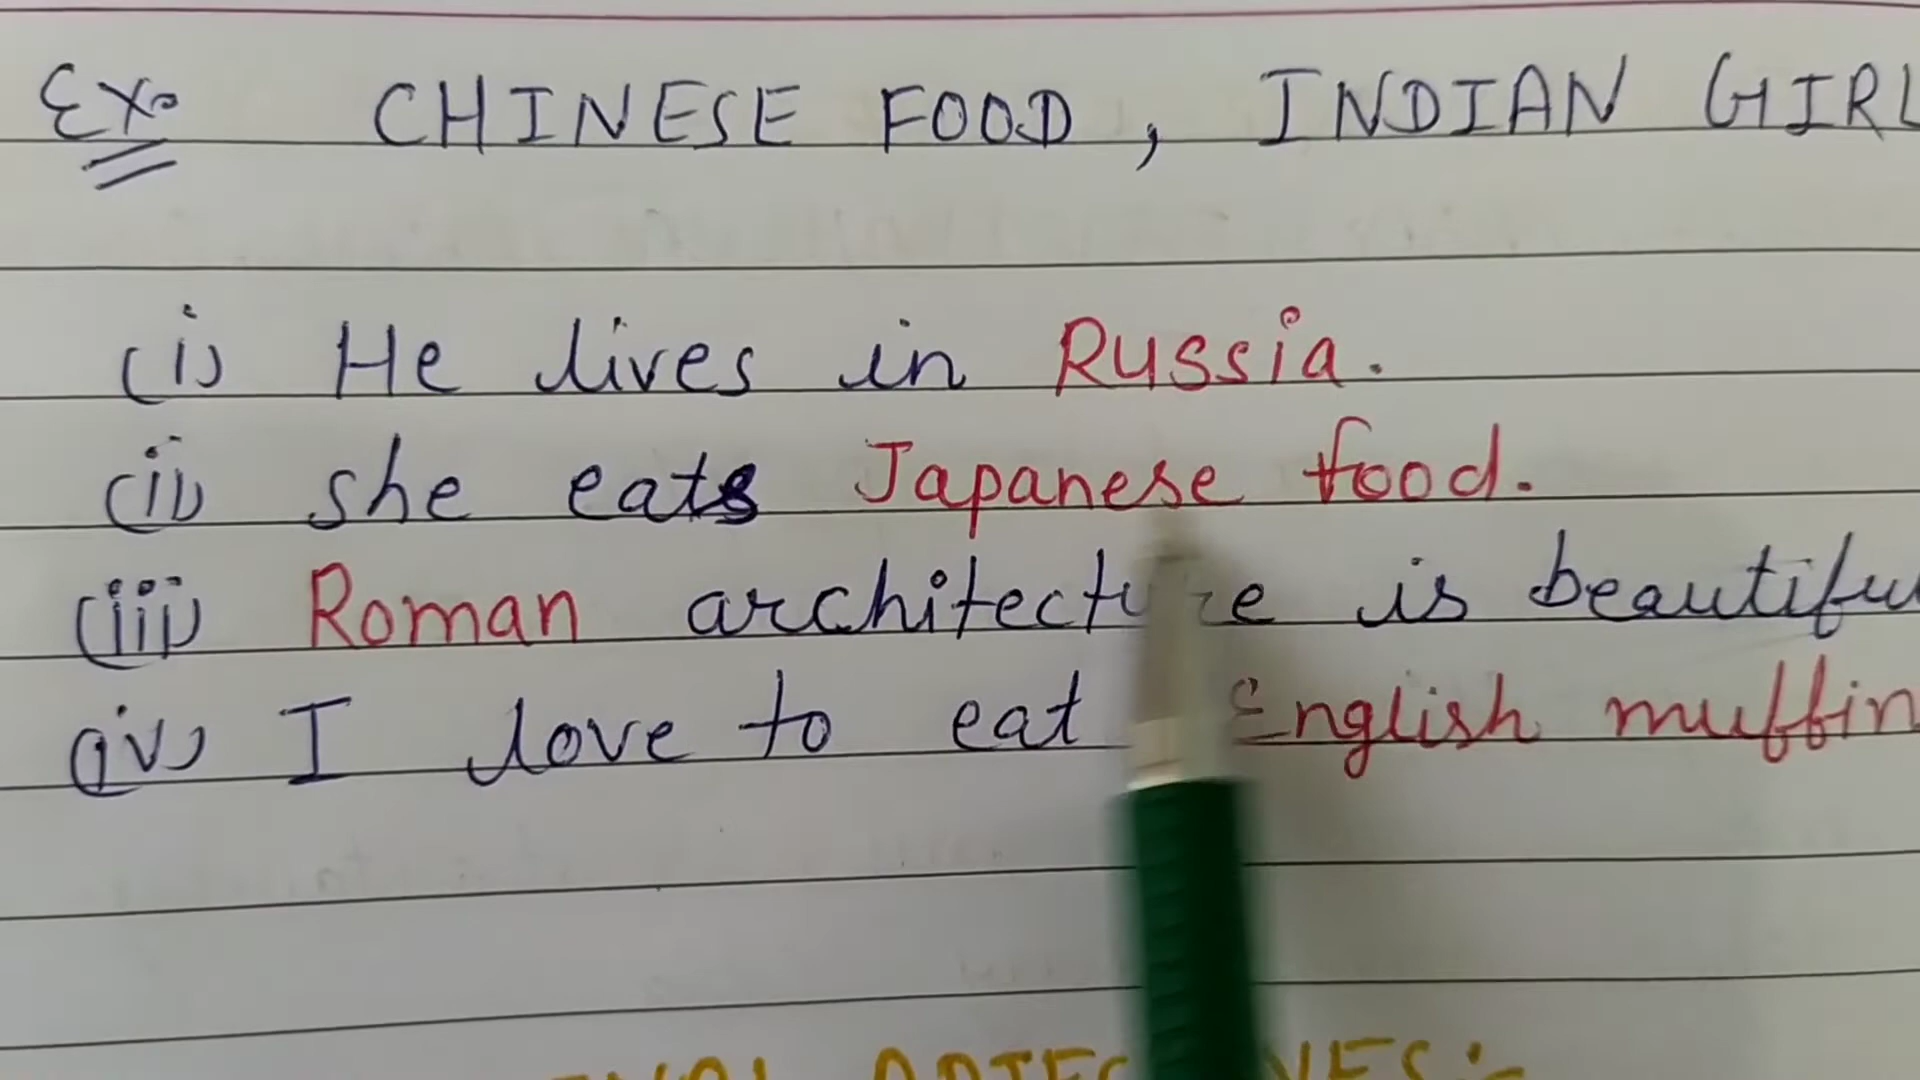 Ex. CHINESE FOOD, INDIAN GIRL
(i) He lives in Russia.
(ii) she eats Japanese food.
(iii) Roman architecture is beautifu
(iv) I love to eat English muffin